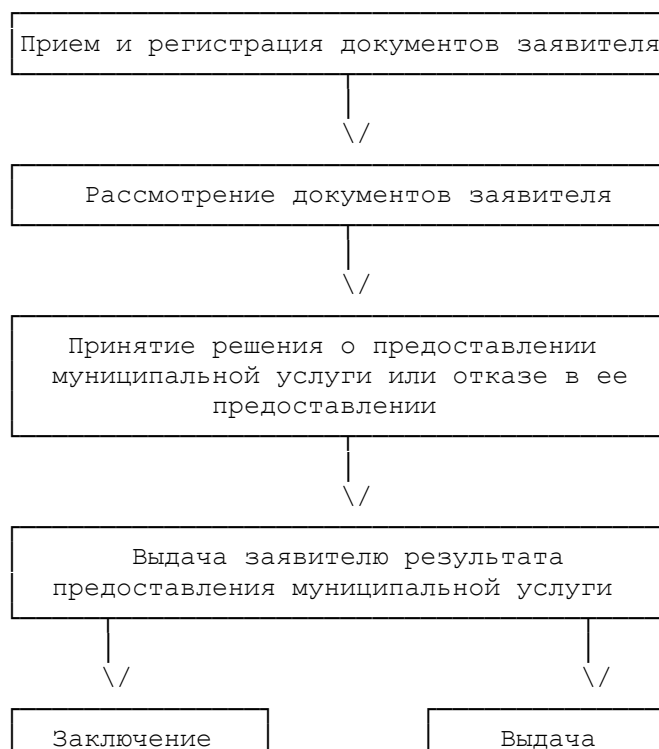 Прием и регистрация документов заявителя
\/
Рассмотрение документов заявителя
\/
Принятие решения о предоставлении
муниципальной услуги или отказе в ее
предоставлении
\/
Выдача заявителю результата
предоставления муниципальной услуги
\/ \/
Заключение Выдача